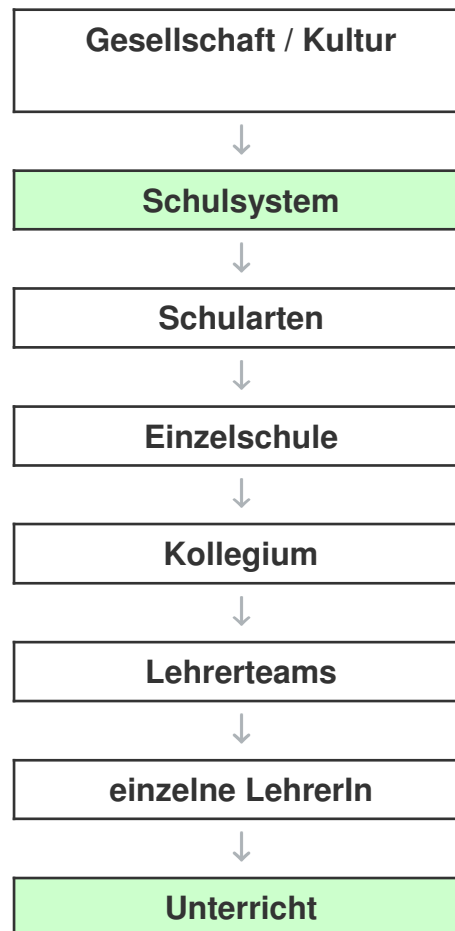 Gesellschaft / Kultur
Schulsystem
Schularten
Einzelschule
Kollegium
Lehrerteams
einzelne LehrerIn
Unterricht